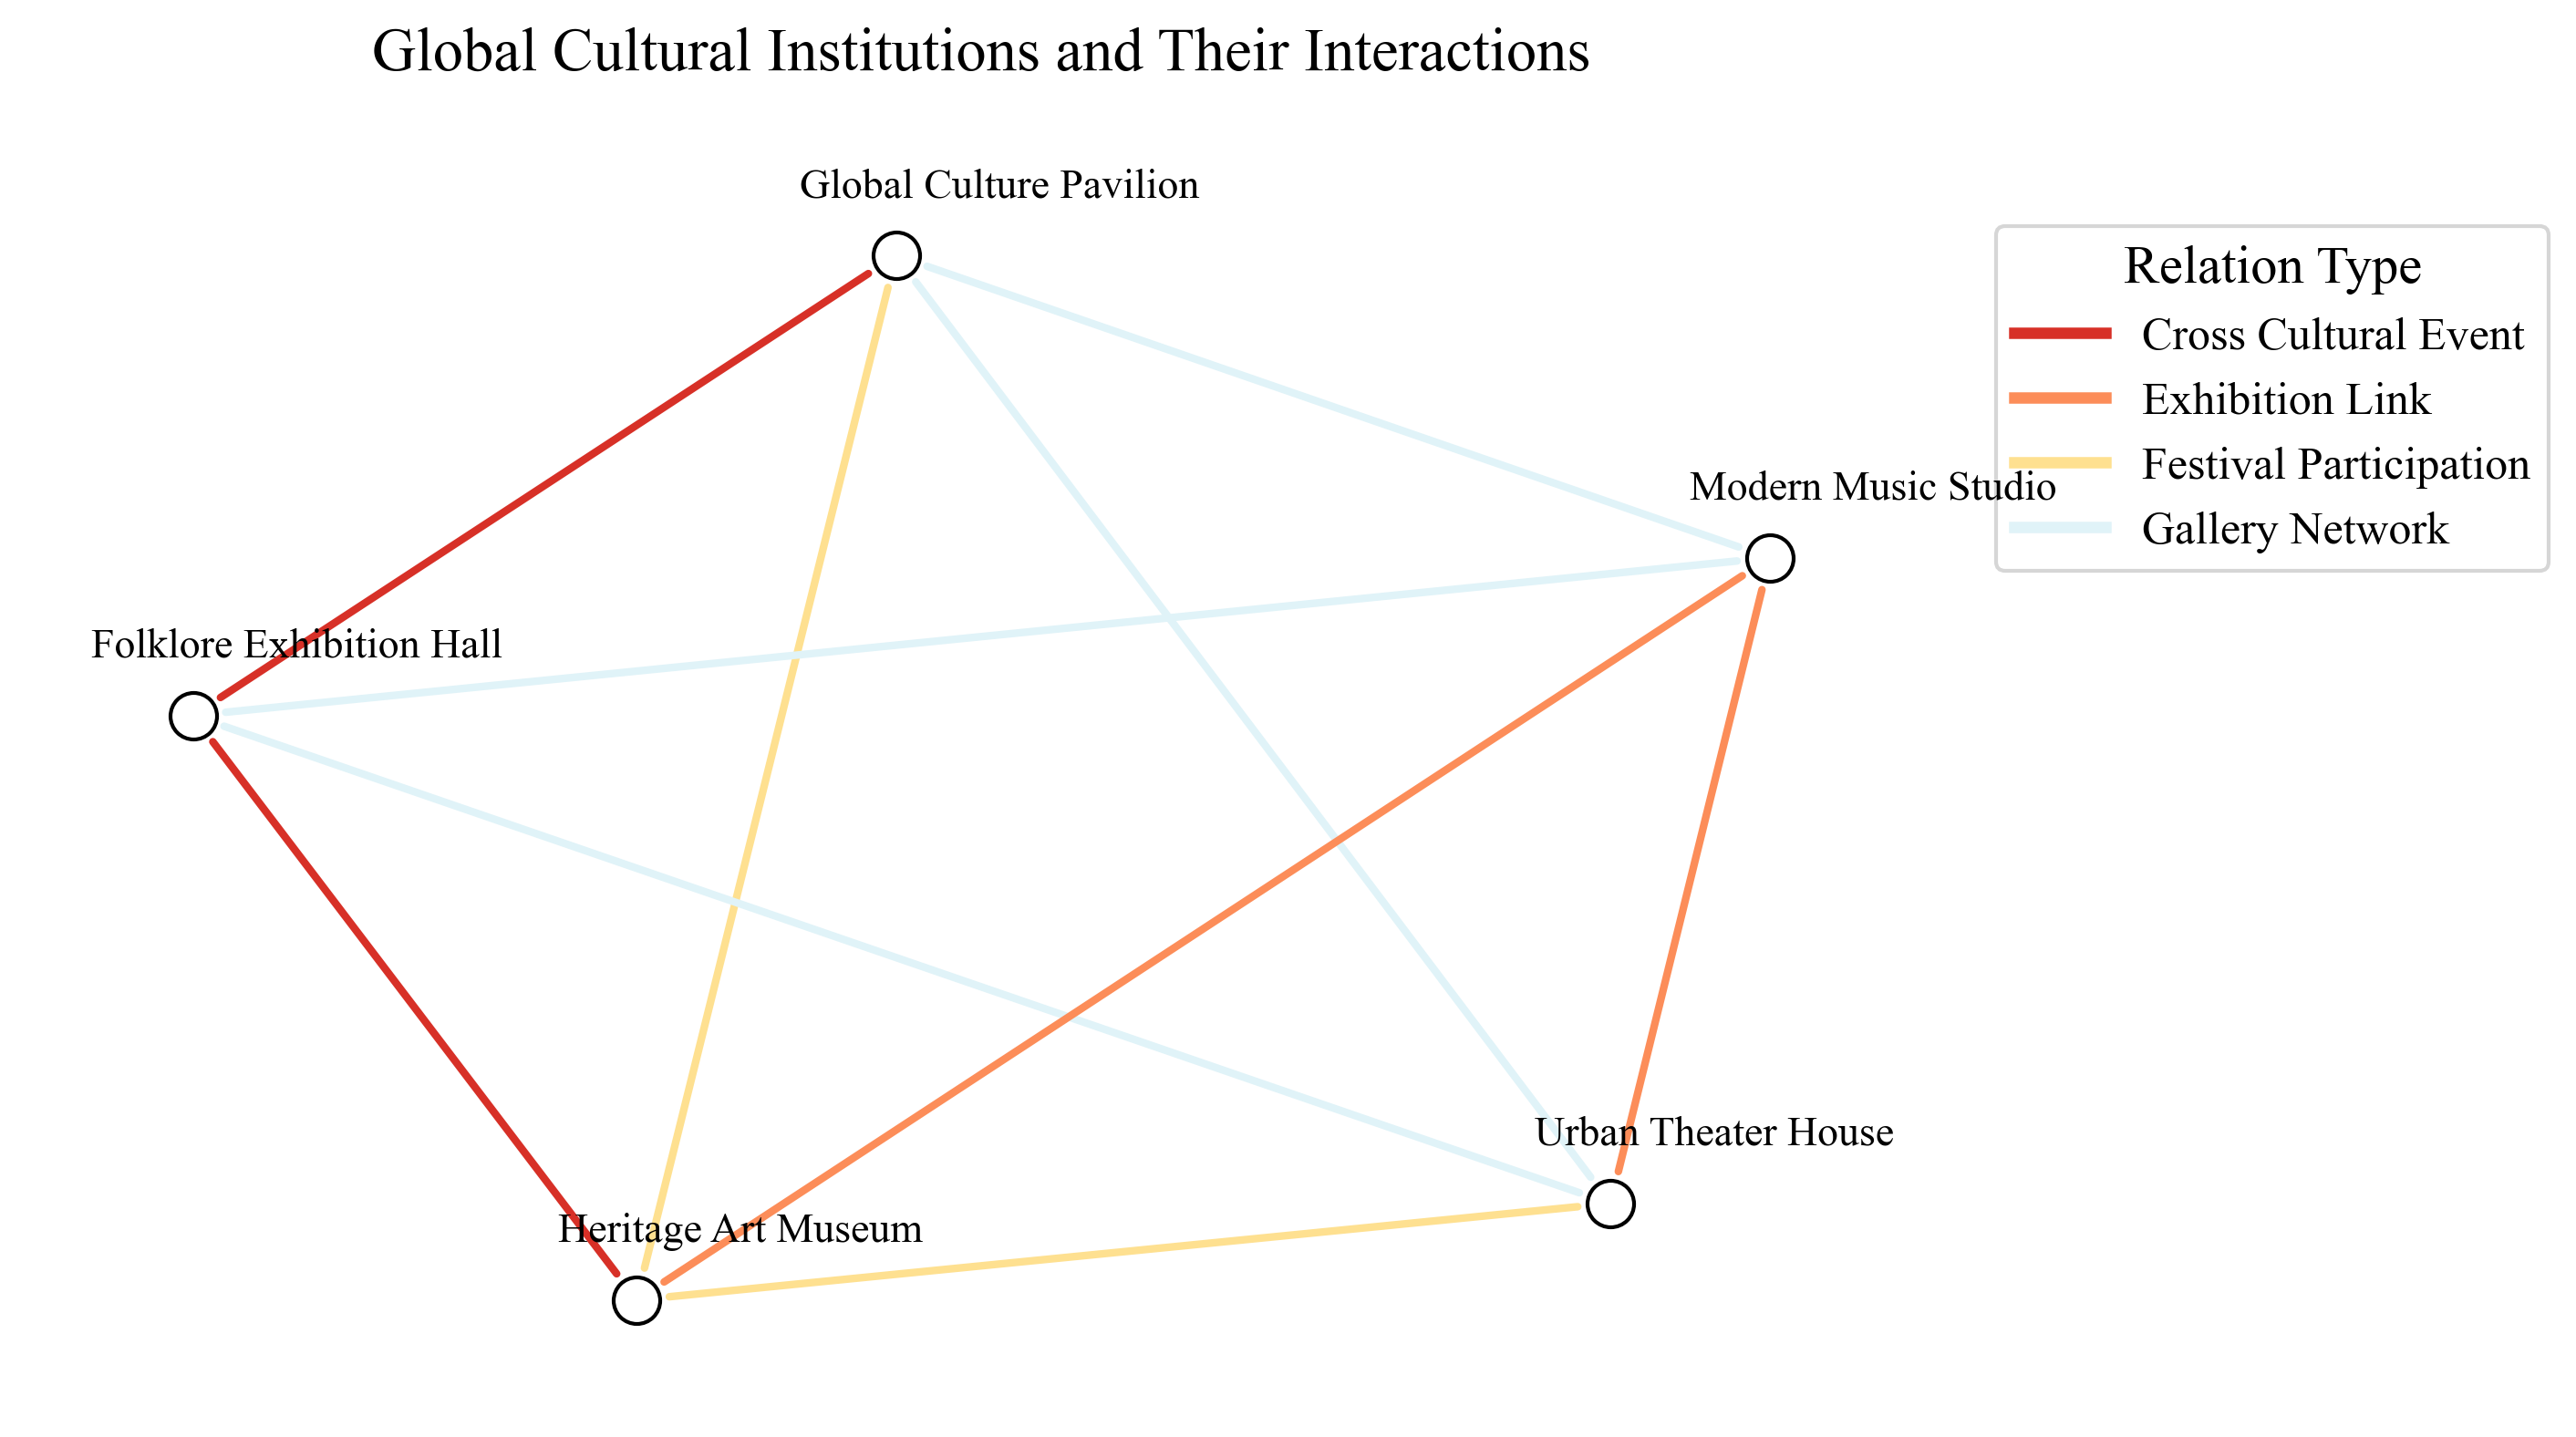 Global Cultural Institutions and Their Interactions
Global Culture Pavilion
Relation Type
Cross Cultural Event
Exhibition Link
Festival Participation
Gallery Network
Modern Music Studio
Folklore Exhibition Hall
Urban Theater House
Heritage Art Museum